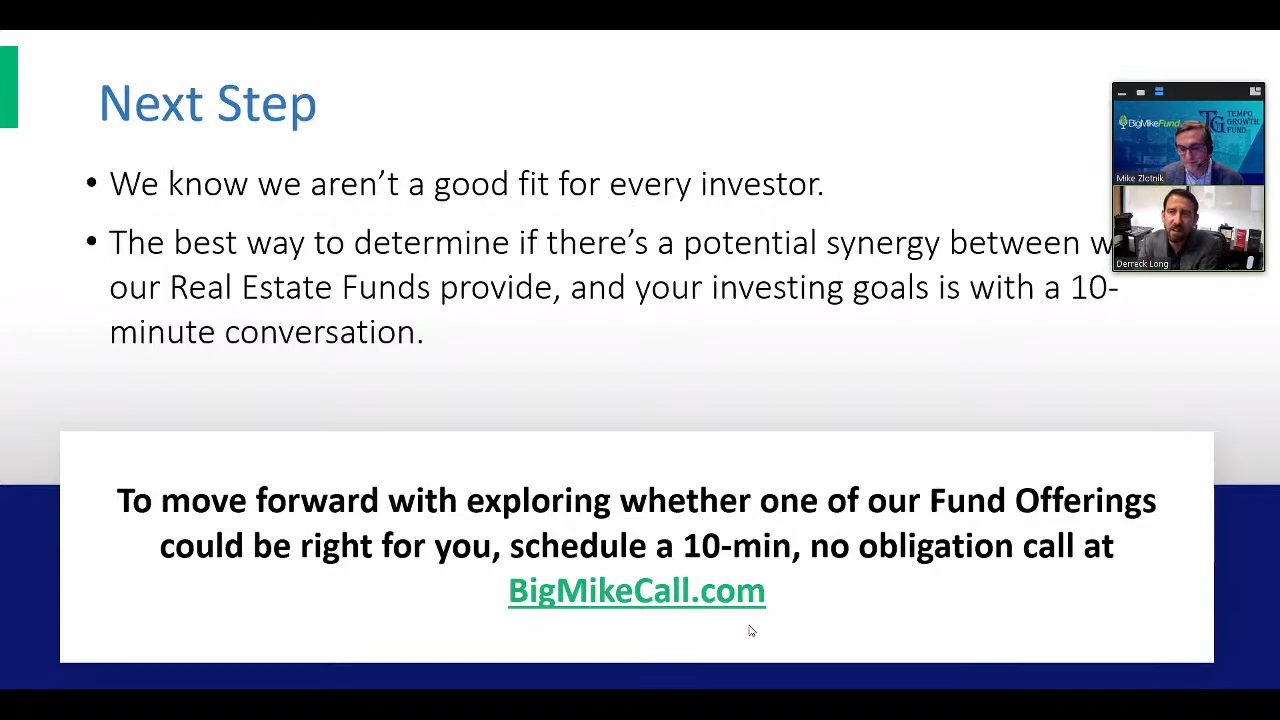 Next Step
• We know we aren’t a good fit for every investor.
• The best way to determine if there’s a potential synergy between
our Real Estate Funds provide, and your investing goals is with a 10-
minute conversation.
BigMikeFund
TG
TEMPO
GROWTH
FUND
Mike Zlotnik
Derreck Long
To move forward with exploring whether one of our Fund Offerings
could be right for you, schedule a 10-min, no obligation call at
BigMikeCall.com